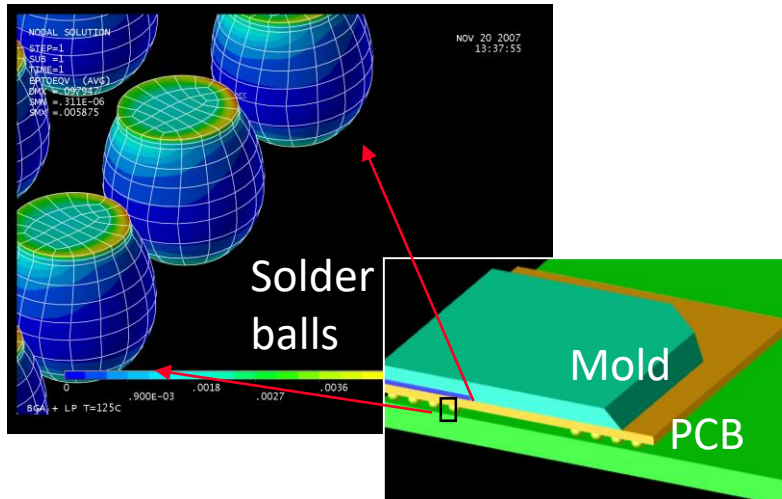 NODAL SOLUTION
STEP=1
SUB =1
TIME=1
EPTOEQV (AVG)
DMX =.097947
SMN =.311E-06
SMX =.005875
NOV 20 2007
13:37:55
MX
Solder
balls
0 .0018 .0036
.900E-03 .0027
BGA + LP T=125C
Mold
PCB